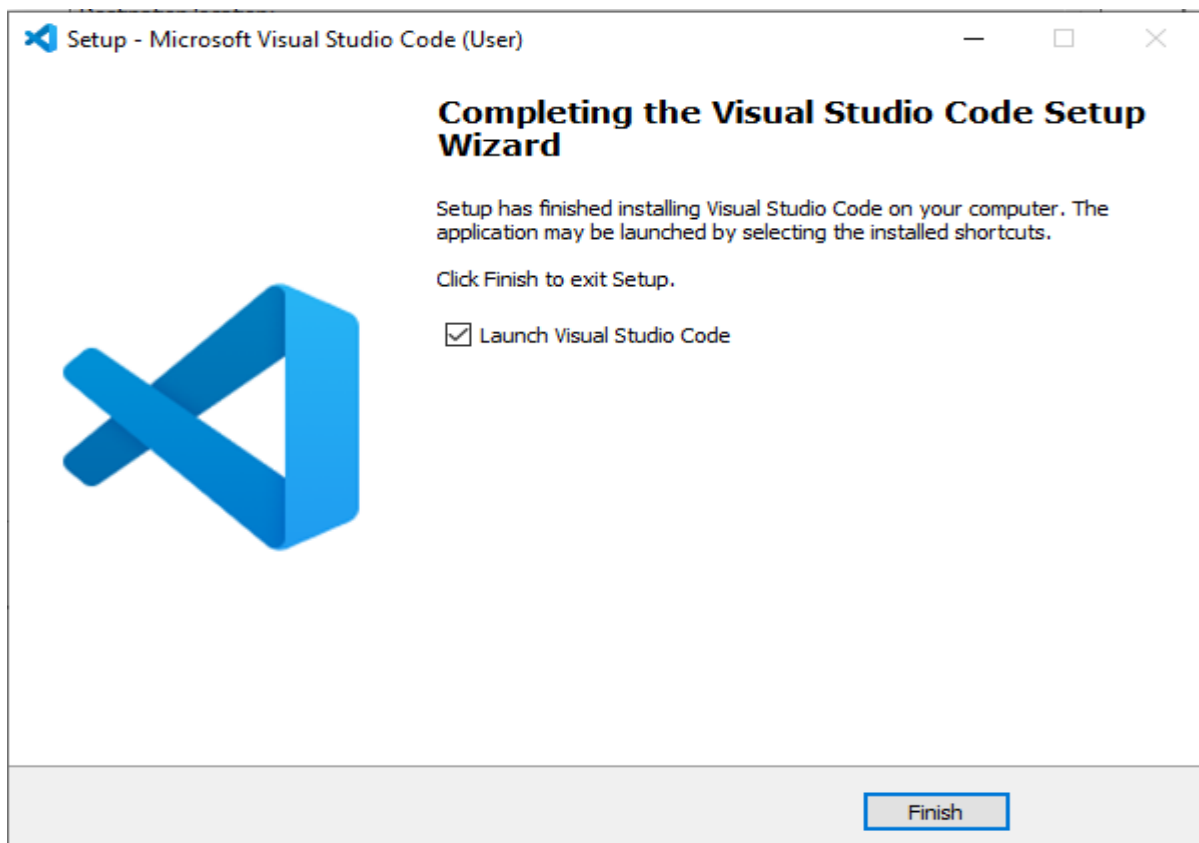 Setup - Microsoft Visual Studio Code (User)
Completing the Visual Studio Code Setup
Wizard
Setup has finished installing Visual Studio Code on your computer. The
application may be launched by selecting the installed shortcuts.
Click Finish to exit Setup.
Launch Visual Studio Code
Finish